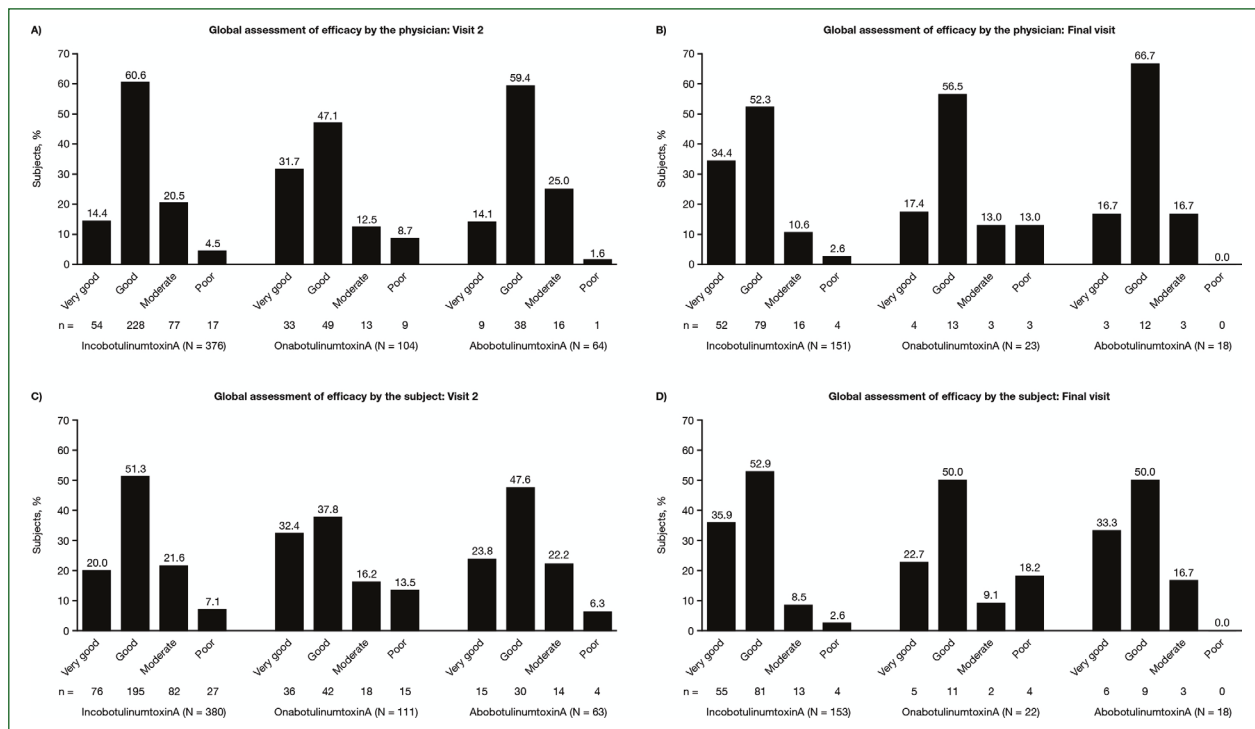 A) Global assessment of efficacy by the physician: Visit 2
Subjects, %
70
60
50
40
30
20
10
0
14.4 60.6 20.5 4.5 31.7 47.1 12.5 8.7 14.1 59.4 25.0 1.6
Very good Good Moderate Poor Very good Good Moderate Poor Very good Good Moderate Poor
n = 54 228 77 17 33 49 13 9 9 38 16 1
IncobotulinumtoxinA (N = 376) OnabotulinumtoxinA (N = 104) AbobotulinumtoxinA (N = 64)
B) Global assessment of efficacy by the physician: Final visit
Subjects, %
70
60
50
40
30
20
10
0
34.4 52.3 10.6 2.6 17.4 56.5 13.0 13.0 16.7 66.7 16.7 0.0
Very good Good Moderate Poor Very good Good Moderate Poor Very good Good Moderate Poor
n = 52 79 16 4 4 13 3 3 3 12 3 0
IncobotulinumtoxinA (N = 151) OnabotulinumtoxinA (N = 23) AbobotulinumtoxinA (N = 18)
C) Global assessment of efficacy by the subject: Visit 2
Subjects, %
70
60
50
40
30
20
10
0
20.0 51.3 21.6 7.1 32.4 37.8 16.2 13.5 23.8 47.6 22.2 6.3
Very good Good Moderate Poor Very good Good Moderate Poor Very good Good Moderate Poor
n = 76 195 82 27 36 42 18 15 15 30 14 4
IncobotulinumtoxinA (N = 380) OnabotulinumtoxinA (N = 111) AbobotulinumtoxinA (N = 63)
D) Global assessment of efficacy by the subject: Final visit
Subjects, %
70
60
50
40
30
20
10
0
35.9 52.9 8.5 2.6 22.7 50.0 9.1 18.2 33.3 50.0 16.7 0.0
Very good Good Moderate Poor Very good Good Moderate Poor Very good Good Moderate Poor
n = 55 81 13 4 5 11 2 4 6 9 3 0
IncobotulinumtoxinA (N = 153) OnabotulinumtoxinA (N = 22) AbobotulinumtoxinA (N = 18)